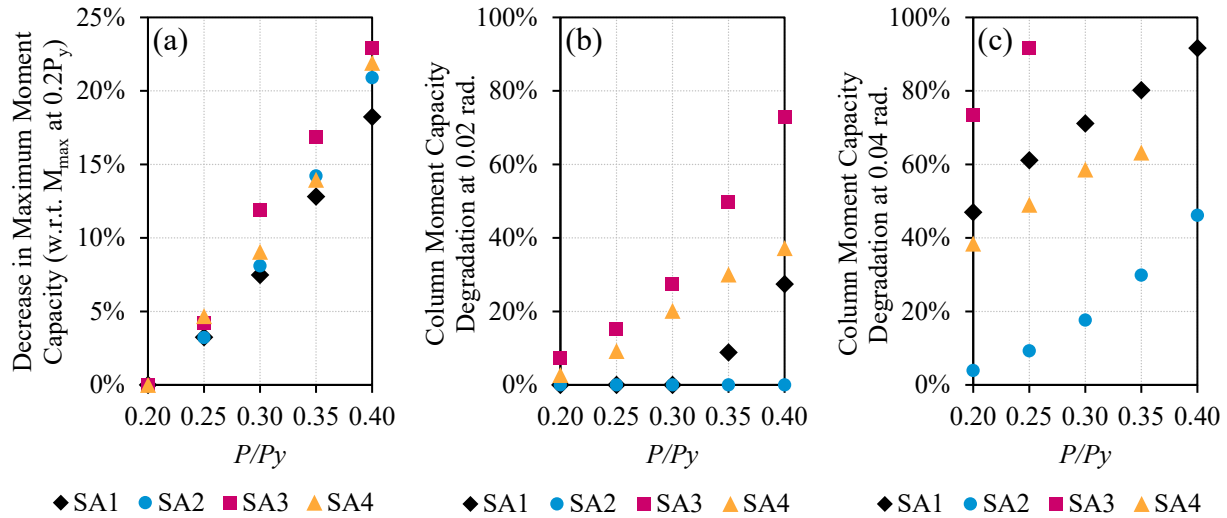 (a)
Decrease in Maximum Moment
Capacity (w.r.t. Mmax at 0.2Py)
25%
20%
15%
10%
5%
0%
0.20 0.25 0.30 0.35 0.40
P/Py
SA1 SA2 SA3 SA4
(b)
Column Moment Capacity
Degradation at 0.02 rad.
100%
80%
60%
40%
20%
0%
0.20 0.25 0.30 0.35 0.40
P/Py
SA1 SA2 SA3 SA4
(c)
Column Moment Capacity
Degradation at 0.04 rad.
100%
80%
60%
40%
20%
0%
0.20 0.25 0.30 0.35 0.40
P/Py
SA1 SA2 SA3 SA4